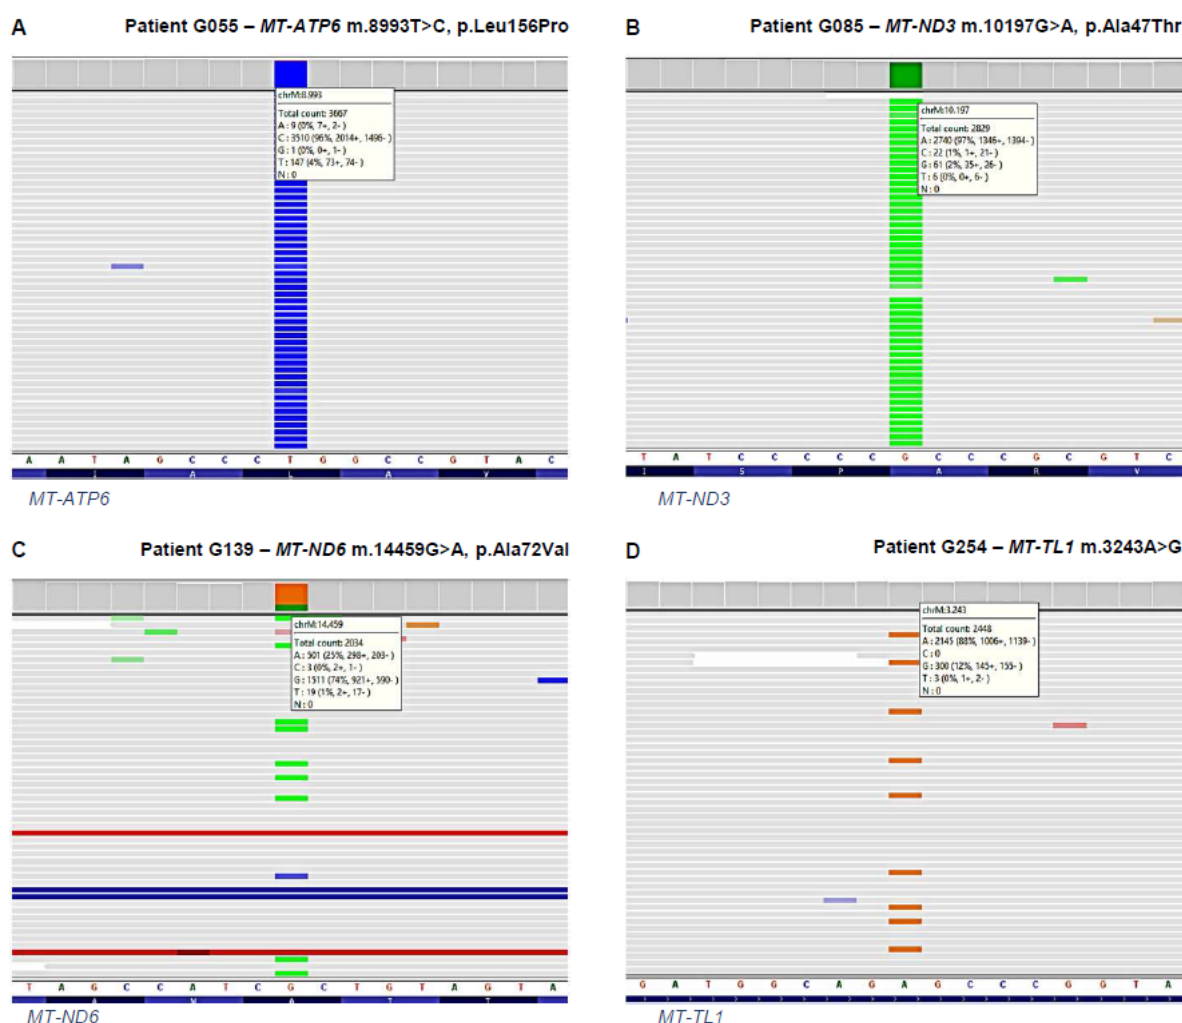 A
Patient G055 – MT-ATP6 m.8993T>C, p.Leu156Pro
chrM:8.993
Total count: 3667
A : 9 (0%, 7+, 2- )
C : 3510 (96%, 2014+, 1496- )
G : 1 (0%, 0+, 1- )
T : 147 (4%, 73+, 74- )
N : 0
A A T A G C C C T G G C C G T A C
I A L A V
MT-ATP6
B
Patient G085 – MT-ND3 m.10197G>A, p.Ala47Thr
chrM:10.197
Total count: 2829
A : 2740 (97%, 1346+, 1394- )
C : 22 (1%, 1+, 21- )
G : 61 (2%, 35+, 26- )
T : 6 (0%, 0+, 6- )
N : 0
T A T C C C C C G C C C G C G T C
I S P A R V
MT-ND3
C
Patient G139 – MT-ND6 m.14459G>A, p.Ala72Val
chrM:14.459
Total count: 2034
A : 501 (25%, 298+, 203- )
C : 3 (0%, 2+, 1- )
G : 1511 (74%, 921+, 590- )
T : 19 (1%, 2+, 17- )
N : 0
T A G C C A T C G C T G T A G T A
MT-ND6
D
Patient G254 – MT-TL1 m.3243A>G
chrM:3.243
Total count: 2448
A : 2145 (88%, 1006+, 1139- )
C : 0
G : 300 (12%, 145+, 155- )
T : 3 (0%, 1+, 2- )
N : 0
G A T G G C A G A G C C C G G T A
MT-TL1